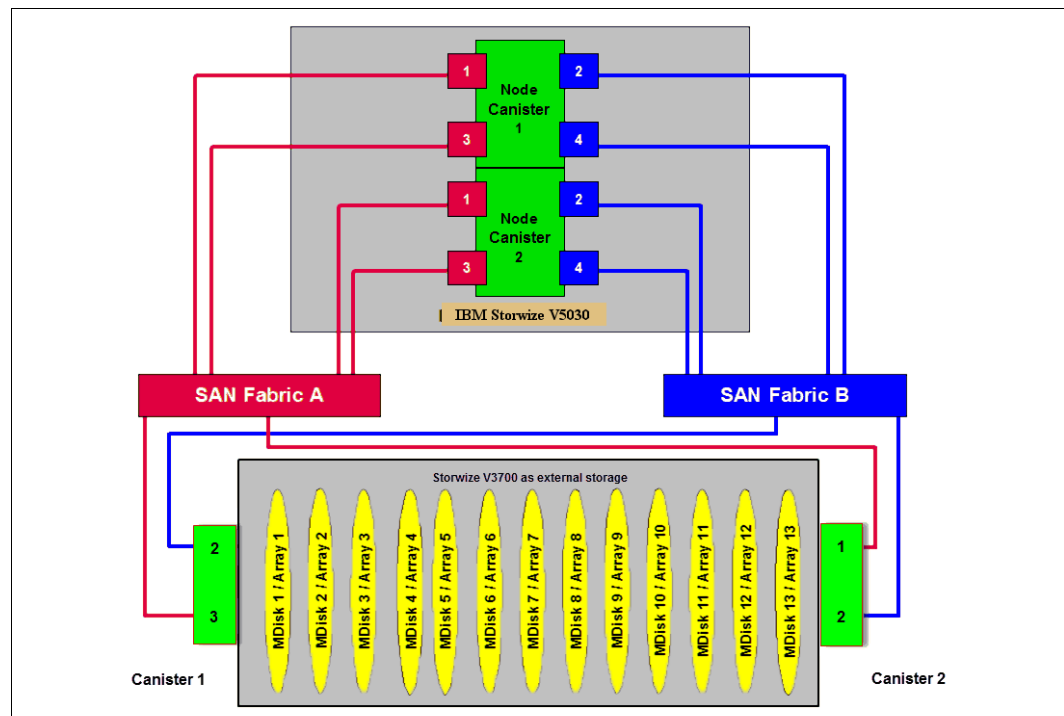 1
Node
Canister
1
2
3
4
1
Node
Canister
2
2
3
4
IBM Storwize V5030
SAN Fabric A
SAN Fabric B
Storwize V3700 as external storage
2
3
MDisk 1 / Array 1
MDisk 2 / Array 2
MDisk 3 / Array 3
MDisk 4 / Array 4
MDisk 5 / Array 5
MDisk 6 / Array 6
MDisk 7 / Array 7
MDisk 8 / Array 8
MDisk 9 / Array 9
MDisk 10 / Array 10
MDisk 11 / Array 11
MDisk 12 / Array 12
MDisk 13 / Array 13
1
2
Canister 1
Canister 2